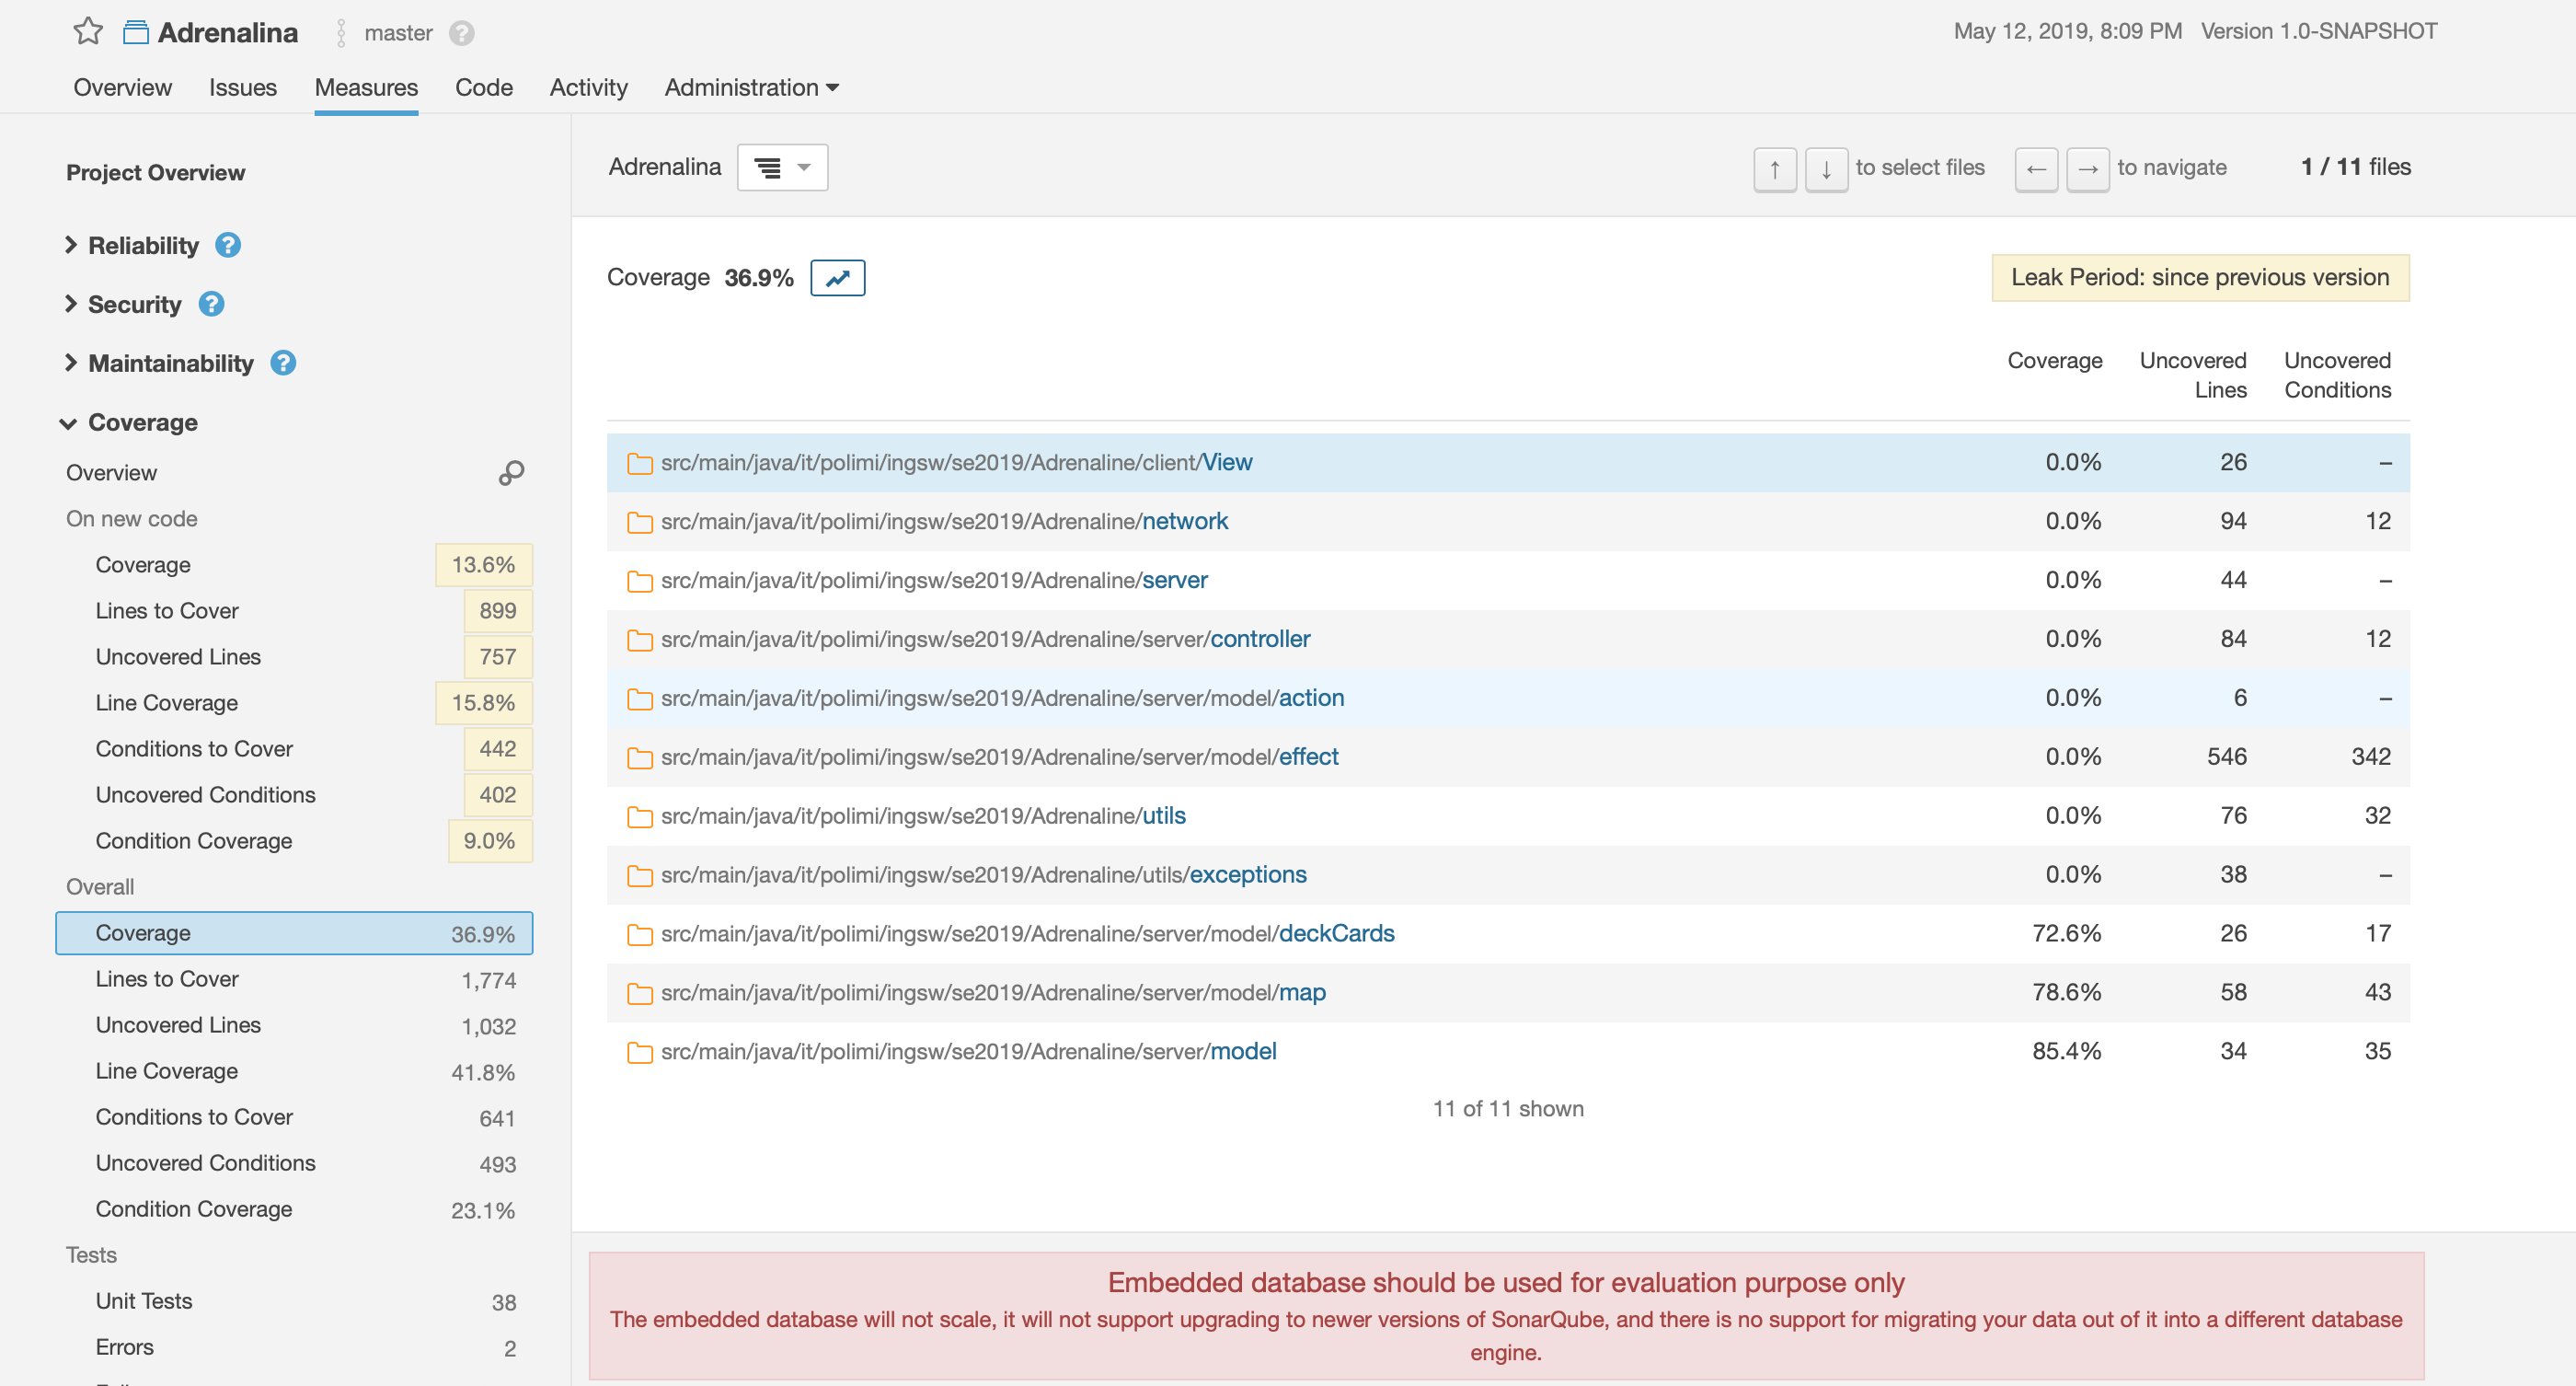 Adrenalina master ?
May 12, 2019, 8:09 PM Version 1.0-SNAPSHOT
Overview Issues Measures Code Activity Administration
Project Overview
Reliability ?
Security ?
Maintainability ?
Coverage
Overview
On new code
Coverage 13.6%
Lines to Cover 899
Uncovered Lines 757
Line Coverage 15.8%
Conditions to Cover 442
Uncovered Conditions 402
Condition Coverage 9.0%
Overall
Coverage 36.9%
Lines to Cover 1,774
Uncovered Lines 1,032
Line Coverage 41.8%
Conditions to Cover 641
Uncovered Conditions 493
Condition Coverage 23.1%
Tests
Unit Tests 38
Errors 2
Adrenalina
↑ ↓ to select files ← → to navigate 1 / 11 files
Coverage 36.9%
Leak Period: since previous version
Coverage Uncovered Uncovered
Lines Conditions
src/main/java/it/polimi/ingsw/se2019/Adrenaline/client/View 0.0% 26 –
src/main/java/it/polimi/ingsw/se2019/Adrenaline/network 0.0% 94 12
src/main/java/it/polimi/ingsw/se2019/Adrenaline/server 0.0% 44 –
src/main/java/it/polimi/ingsw/se2019/Adrenaline/server/controller 0.0% 84 12
src/main/java/it/polimi/ingsw/se2019/Adrenaline/server/model/action 0.0% 6 –
src/main/java/it/polimi/ingsw/se2019/Adrenaline/server/model/effect 0.0% 546 342
src/main/java/it/polimi/ingsw/se2019/Adrenaline/utils 0.0% 76 32
src/main/java/it/polimi/ingsw/se2019/Adrenaline/utils/exceptions 0.0% 38 –
src/main/java/it/polimi/ingsw/se2019/Adrenaline/server/model/deckCards 72.6% 26 17
src/main/java/it/polimi/ingsw/se2019/Adrenaline/server/model/map 78.6% 58 43
src/main/java/it/polimi/ingsw/se2019/Adrenaline/server/model 85.4% 34 35
11 of 11 shown
Embedded database should be used for evaluation purpose only
The embedded database will not scale, it will not support upgrading to newer versions of SonarQube, and there is no support for migrating your data out of it into a different database
engine.